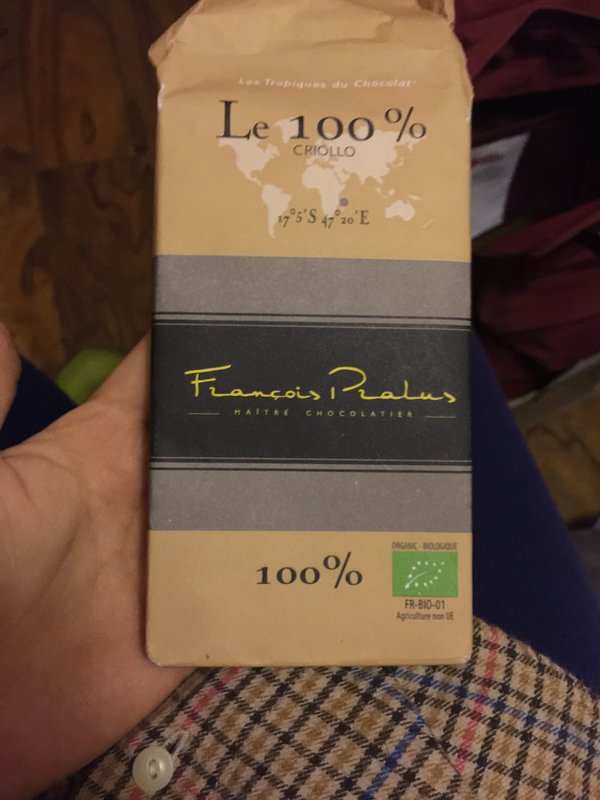 Les Tropiques du Chocolat
Le 100%
CRIOLLO
17°5'S 47°20'E
François Pralus
MAÎTRE CHOCOLATIER
100%
ORGANIC - BIOLOGIQUE
FR-BIO-01
Agriculture non UE